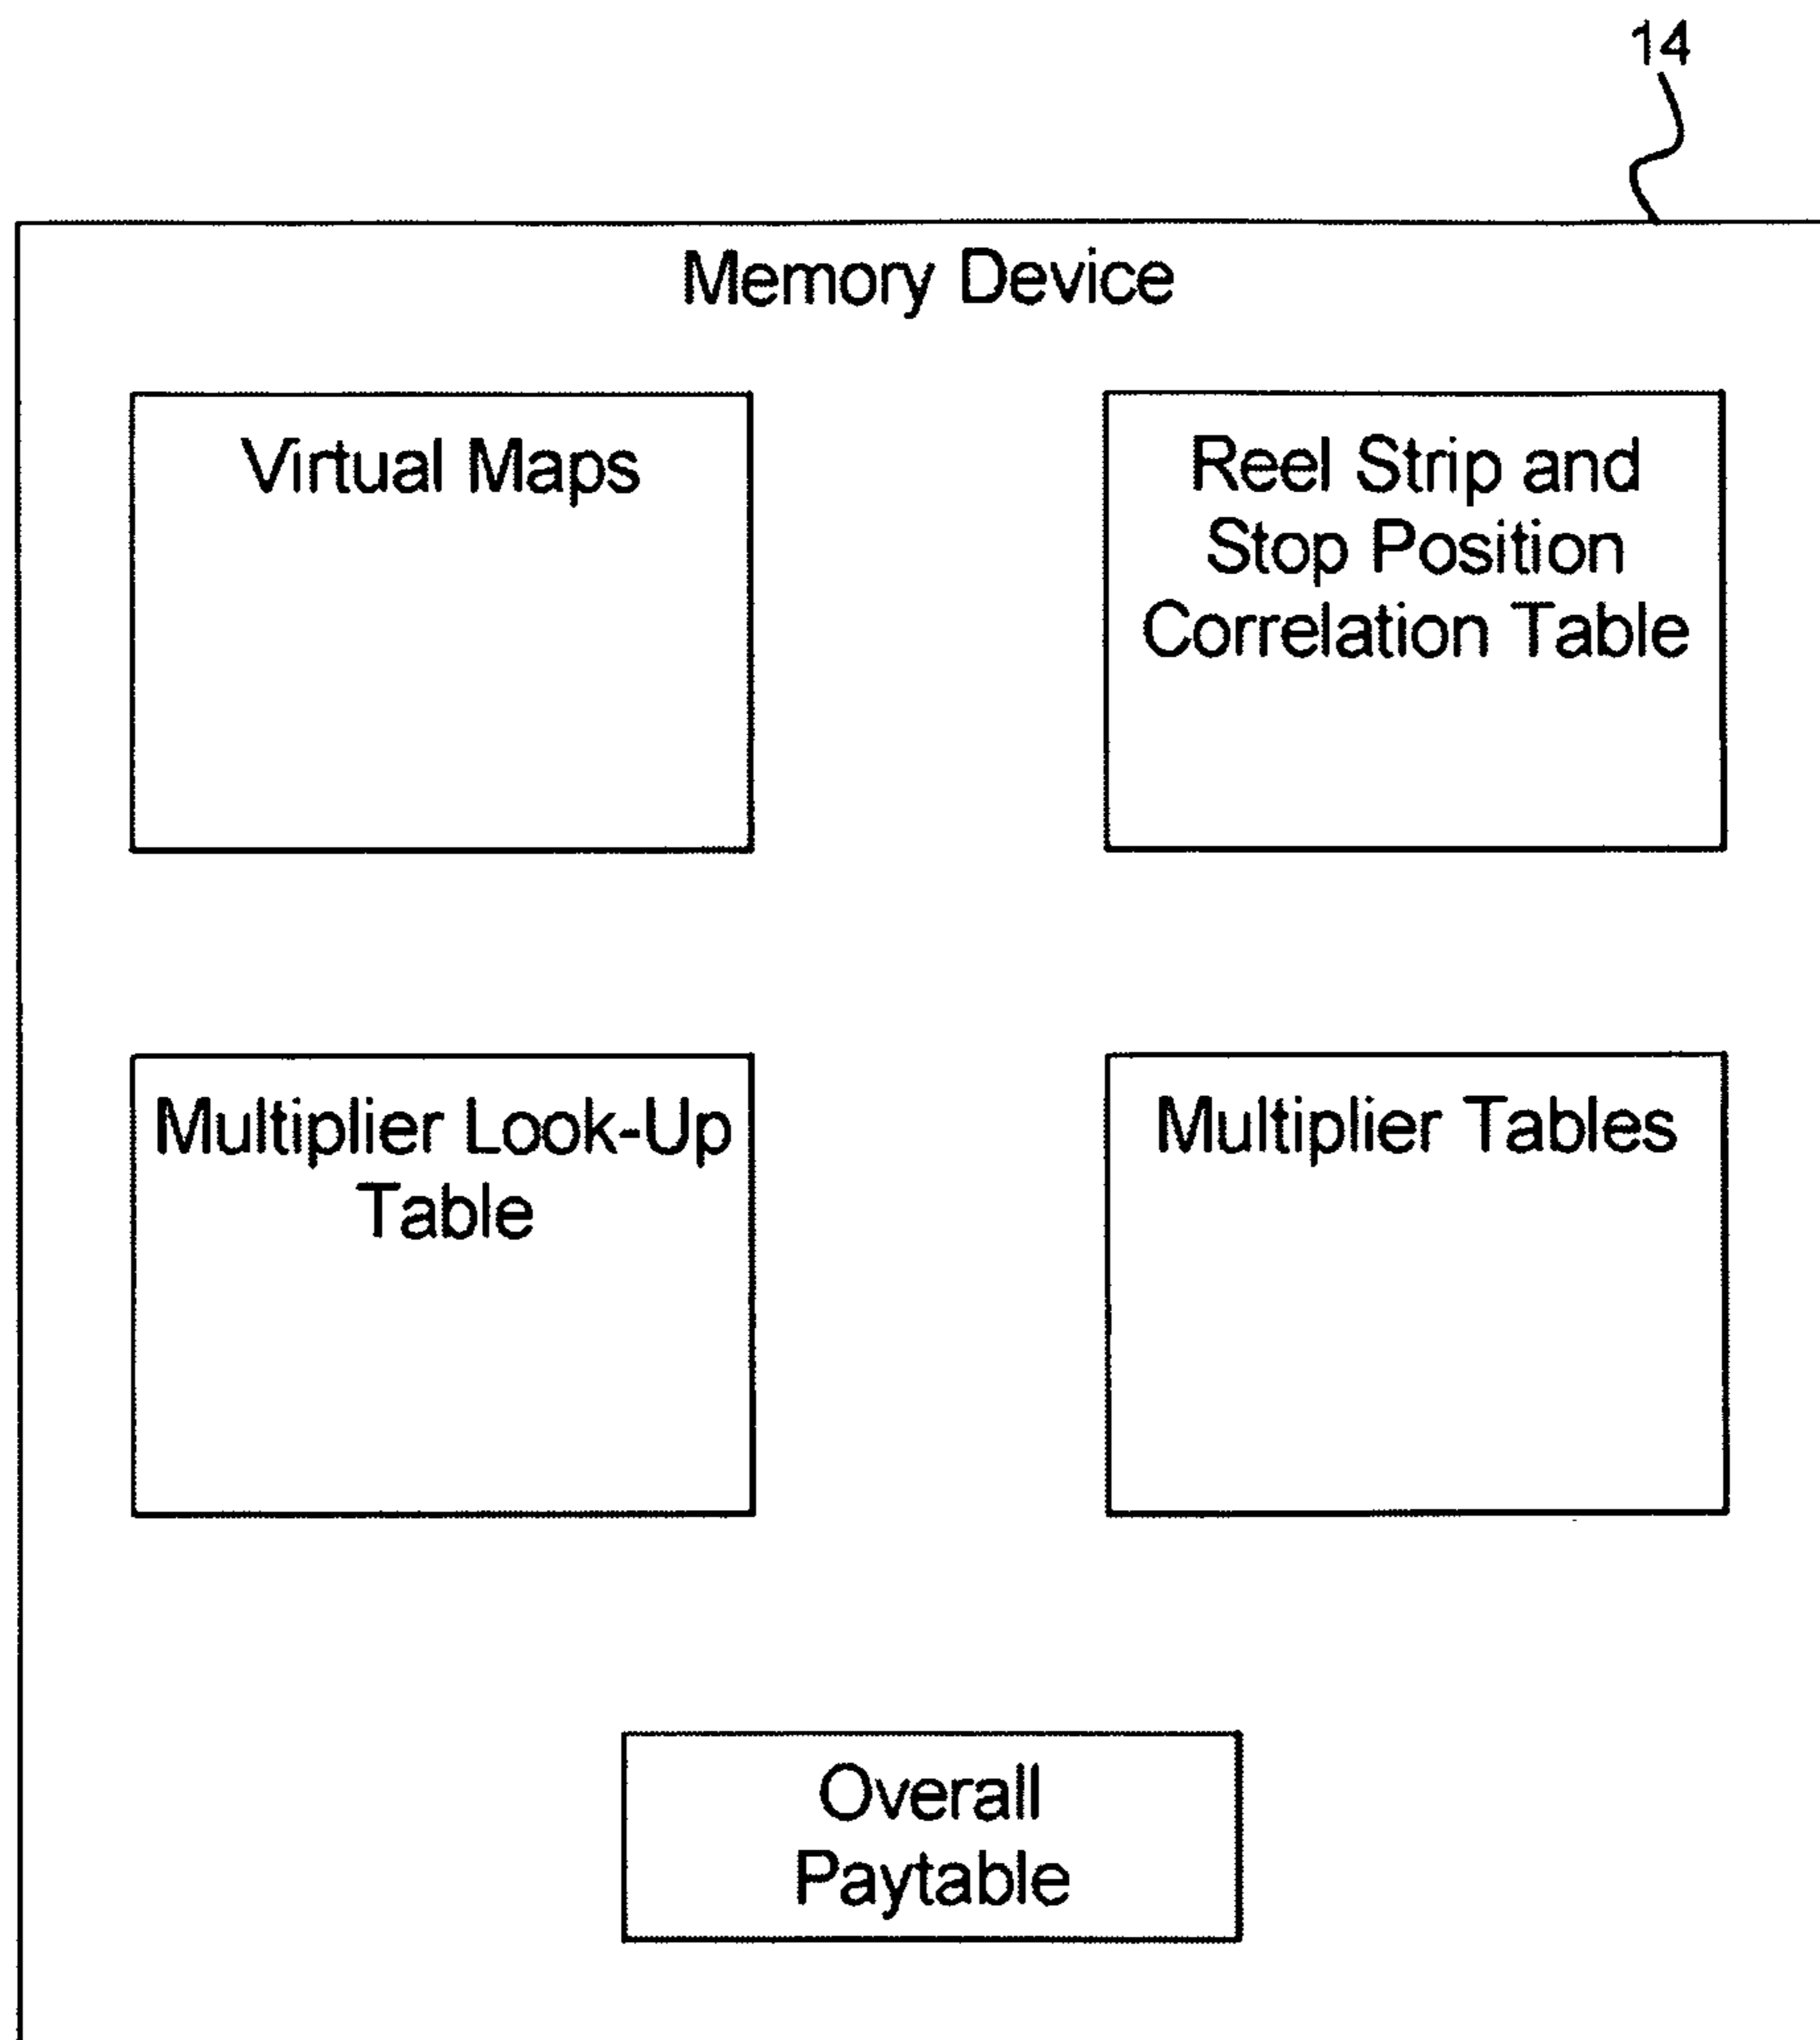 14
Memory Device
Virtual Maps
Reel Strip and
Stop Position
Correlation Table
Multiplier Look-Up
Table
Multiplier Tables
Overall
Paytable